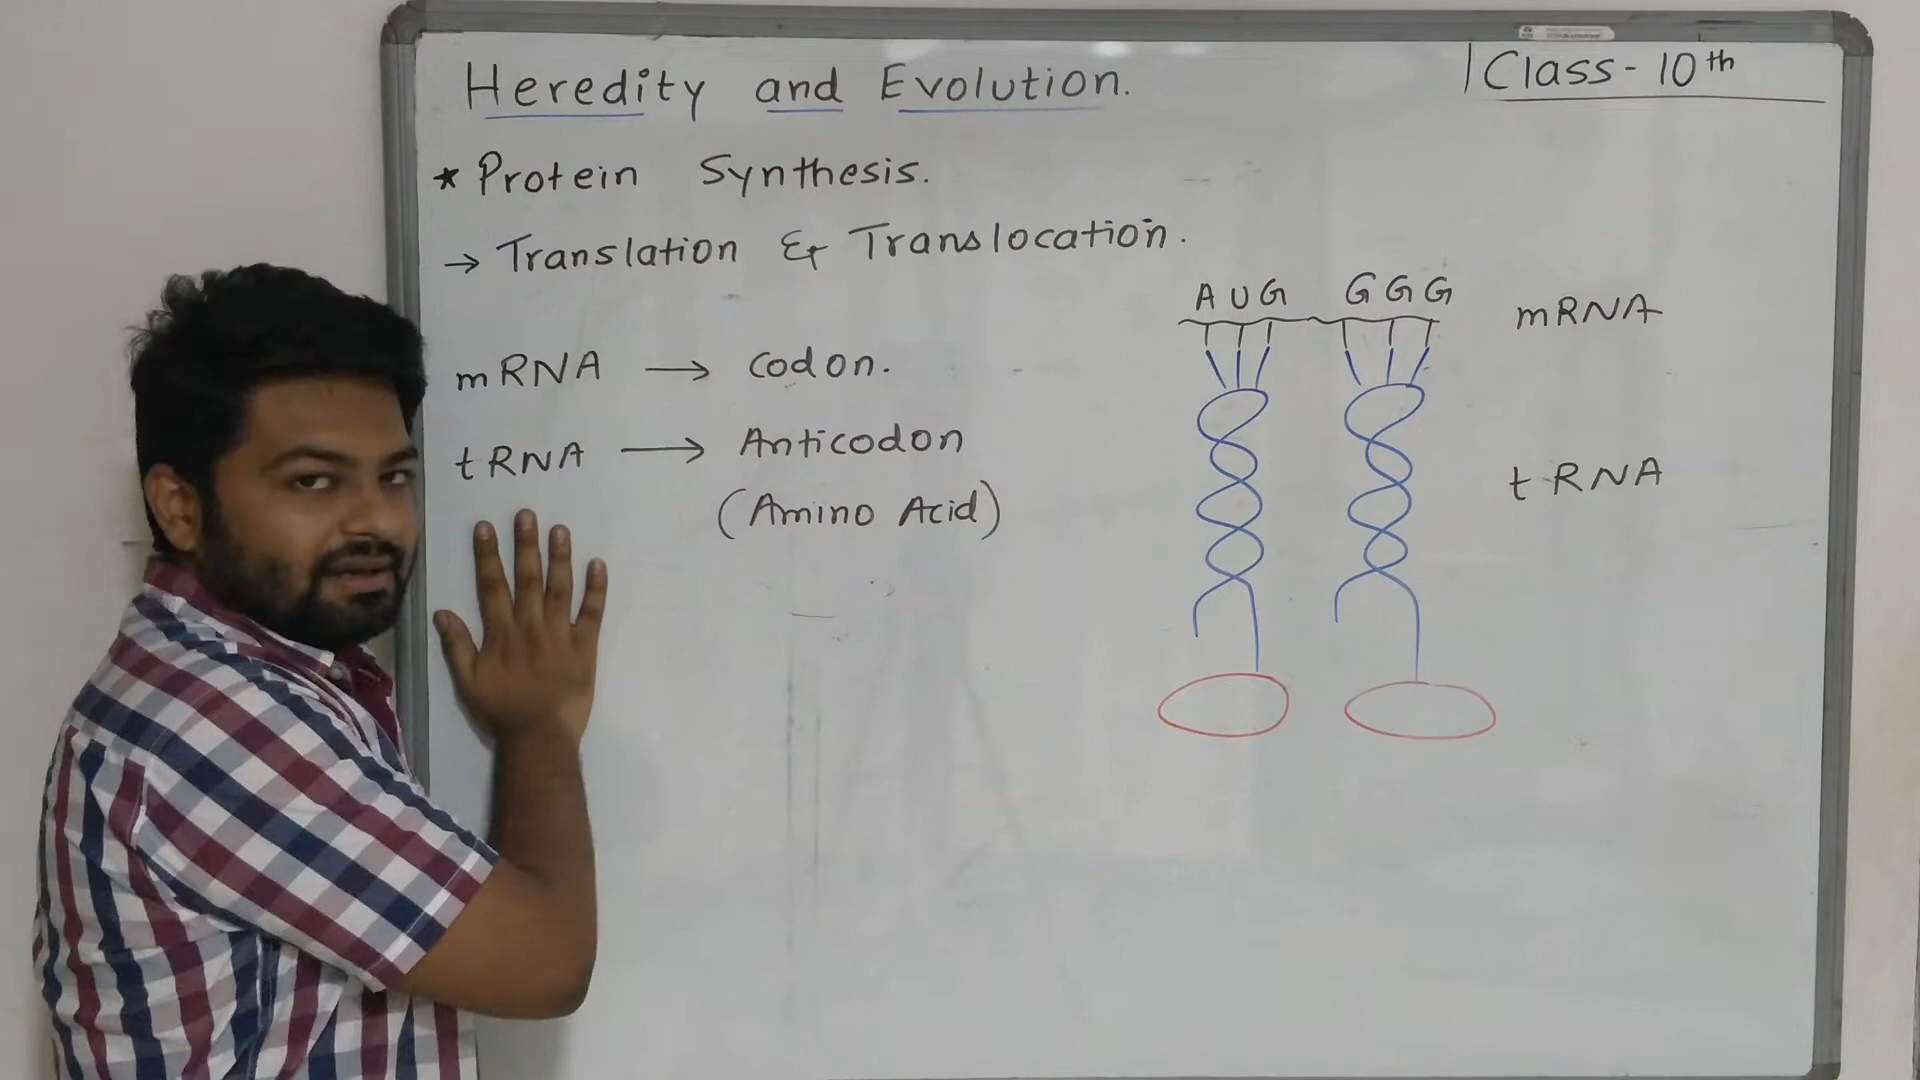 Heredity and Evolution.
Class-10th
* Protein Synthesis.
→ Translation & Translocation.
AUG GGG
mRNA
mRNA → Codon.
tRNA → Anticodon
(Amino Acid)
tRNA